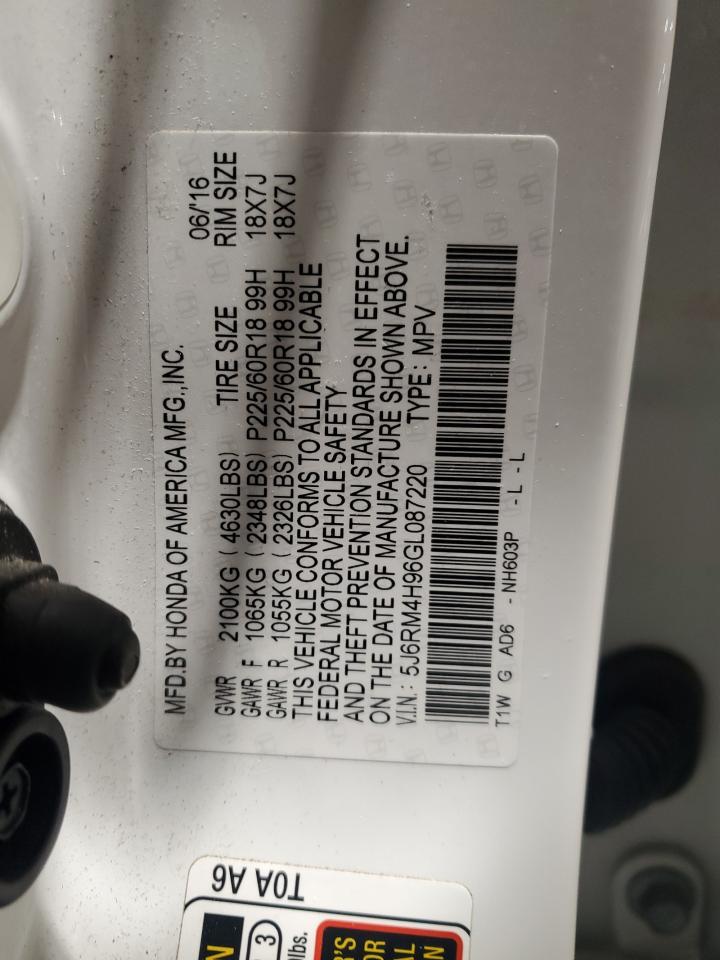 MFD.BY HONDA OF AMERICA MFG.,INC. 06/'16
GVWR 2100KG ( 4630LBS) TIRE SIZE RIM SIZE
GAWR F 1065KG ( 2348LBS) P225/60R18 99H 18X7J
GAWR R 1055KG ( 2326LBS) P225/60R18 99H 18X7J
THIS VEHICLE CONFORMS TO ALL APPLICABLE
FEDERAL MOTOR VEHICLE SAFETY
AND THEFT PREVENTION STANDARDS IN EFFECT
ON THE DATE OF MANUFACTURE SHOWN ABOVE.
V.I.N.: 5J6RM4H96GL087220 TYPE: MPV
T1W G AD6 - NH603P - L - L
T0A A6
3
lbs.